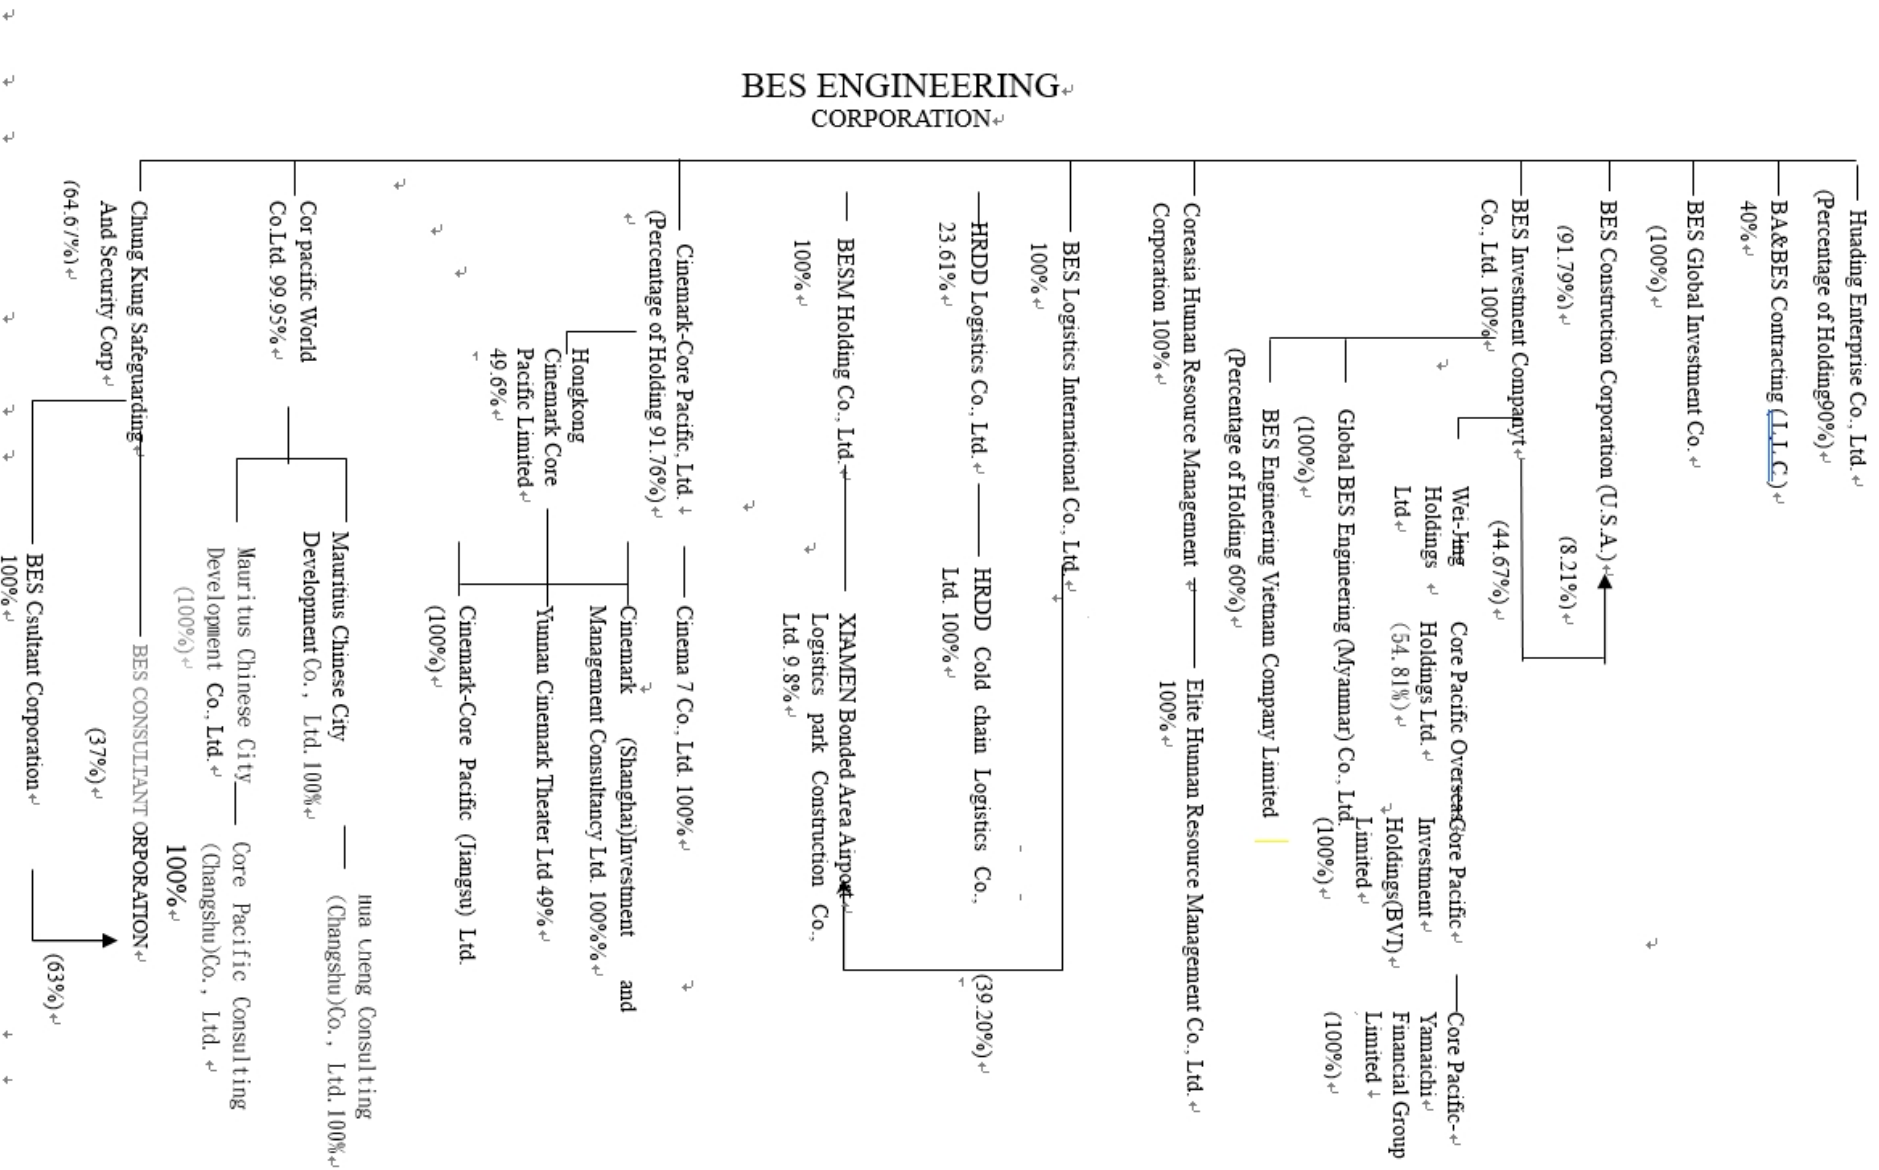 BES ENGINEERING
CORPORATION
Huading Enterprise Co., Ltd.
(Percentage of Holding90%)
BA&BES Contracting (L.L.C.)
40%
BES Global Investment Co.
(100%)
BES Construction Corporation (U.S.A.)
(91.79%)
(8.21%)
BES Investment Companyt
Co., Ltd. 100%
(44.67%)
Wei-Jing
Holdings
Ltd
Core Pacific Overseas
Holdings Ltd.
(54.81%)
Core Pacific
Investment
Holdings(BVI)
Limited
(100%)
Core Pacific-
Yamaichi
Financial Group
Limited
(100%)
Global BES Engineering (Myanmar) Co., Ltd.
(100%)
BES Engineering Vietnam Company Limited
(Percentage of Holding 60%)
Coreasia Human Resource Management
Corporation 100%
Elite Hunnan Resource Management Co., Ltd.
100%
BES Logistics International Co., Ltd.
100%
(39.20%)
HRDD Logistics Co., Ltd.
23.61%
HRDD Cold chain Logistics Co.,
Ltd. 100%
BESM Holding Co., Ltd.
100%
XIAMEN Bonded Area Airport
Logistics park Construction Co.,
Ltd. 9.8%
Cinemark-Core Pacific, Ltd.
(Percentage of Holding 91.76%)
Cinema 7 Co., Ltd. 100%
Hongkong
Cinemark Core
Pacific Limited
49.6%
Cinemark (Shanghai)Investment and
Management Consultancy Ltd. 100%%
Yunnan Cinemark Theater Ltd 49%
Cinemark-Core Pacific (Jiangsu) Ltd.
(100%)
Cor pacific World
Co.Ltd. 99.95%
Mauritius Chinese City
Development Co., Ltd. 100%
Hua Cheng Consulting
(Changshu)Co., Ltd. 100%
Mauritus Chinese City
Development Co., Ltd.
(100%)
Core Pacific Consulting
(Changshu)Co., Ltd.
100%
Chung Kung Safeguarding
And Security Corp
(64.67%)
BES CONSULTANT ORPORATION
(37%)
BES Csultant Corporation
100%
(63%)